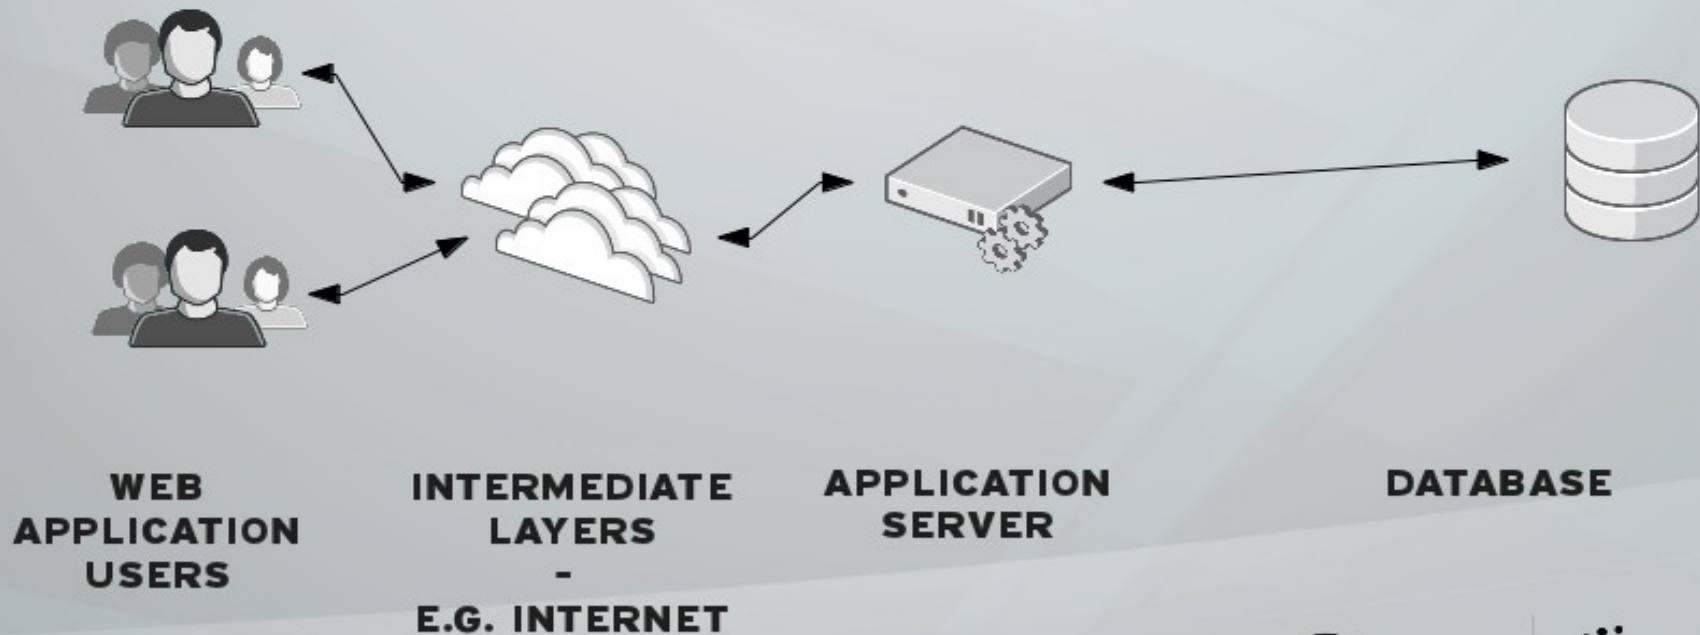 WEB
APPLICATION
USERS
INTERMEDIATE
LAYERS
-
E.G. INTERNET
APPLICATION
SERVER
DATABASE